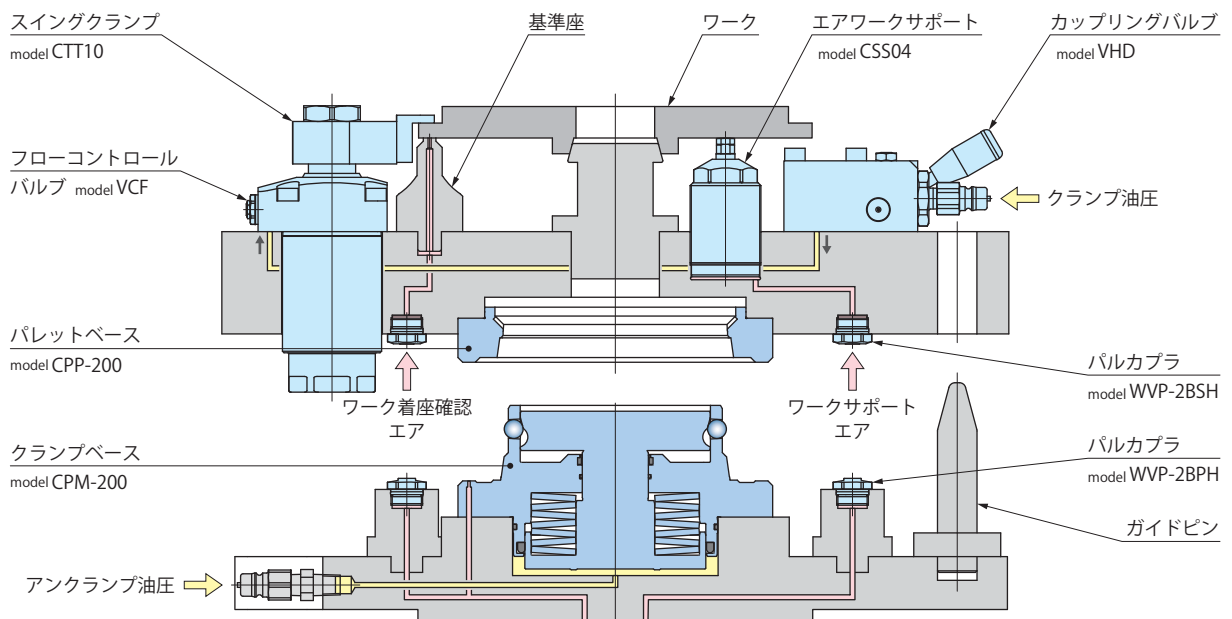 スイングクランプ
model CTT10
基準座
ワーク
エアワークサポート
model CSS04
カップリングバルブ
model VHD
フローコントロール
バルブ model VCF
クランプ油圧
パレットベース
model CPP-200
ワーク着座確認
エア
ワークサポート
エア
パルカプラ
model WVP-2BSH
クランプベース
model CPM-200
パルカプラ
model WVP-2BPH
ガイドピン
アンクランプ油圧